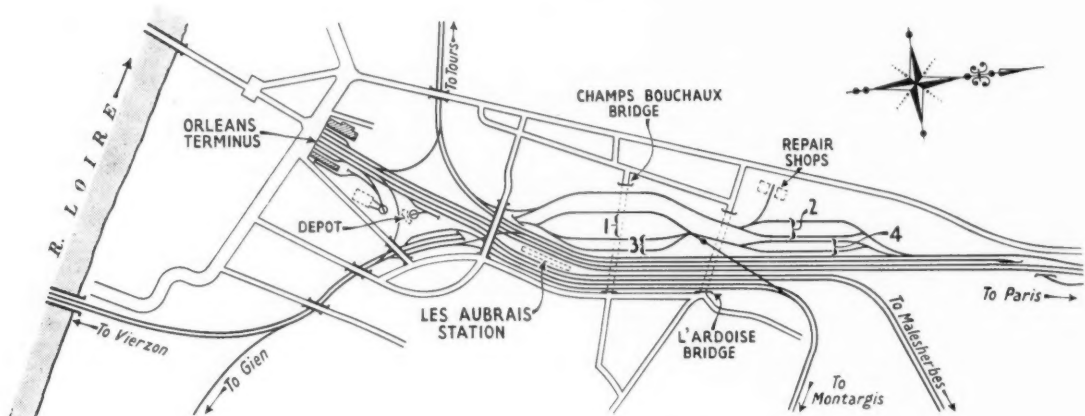 R. LOIRE
ORLEANS
TERMINUS
To Tours
CHAMPS BOUCHAUX
BRIDGE
REPAIR
SHOPS
DEPOT
1
2
3
4
LES AUBRAIS
STATION
L'ARDOISE
BRIDGE
To Paris
To Vierzon
To Gien
To
Montargis
To Malesherbes